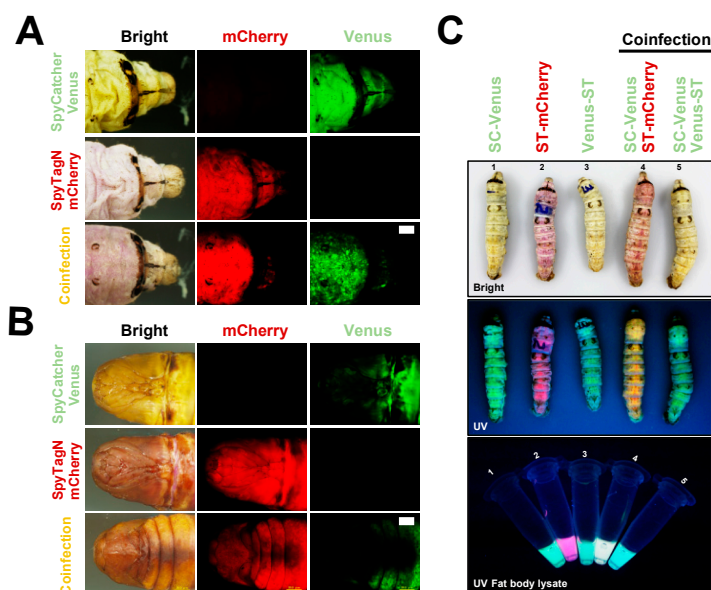 A
Bright mCherry Venus
SpyCatcher
Venus
SpyTagN
mCherry
Coinfection
B
Bright mCherry Venus
SpyCatcher
Venus
SpyTagN
mCherry
Coinfection
C
Coinfection
SC-Venus
ST-mCherry
Venus-ST
SC-Venus
ST-mCherry
SC-Venus
Venus-ST
1 2 3 4 5
Bright
UV
1 2 3 4 5
UV Fat body lysate